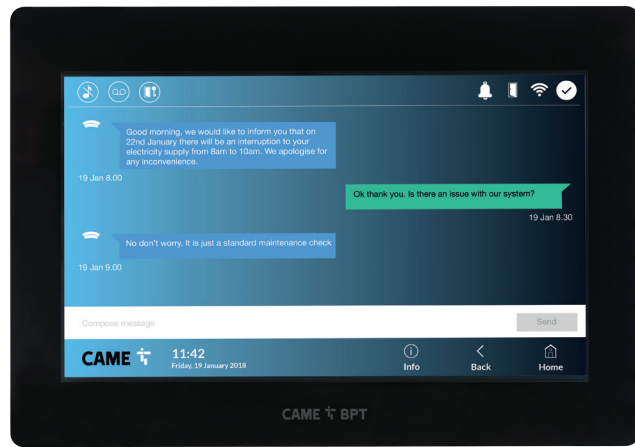 Good morning, we would like to inform you that on
22nd January there will be an interruption to your
electricity supply from 8am to 10am. We apologise for
any inconvenience.
19 Jan 8.00
Ok thank you. Is there an issue with our system?
19 Jan 8.30
No don't worry. It is just a standard maintenance check
19 Jan 9.00
Compose message
Send
CAME
11:42
Friday, 19 January 2018
Info
Back
Home
CAME BPT